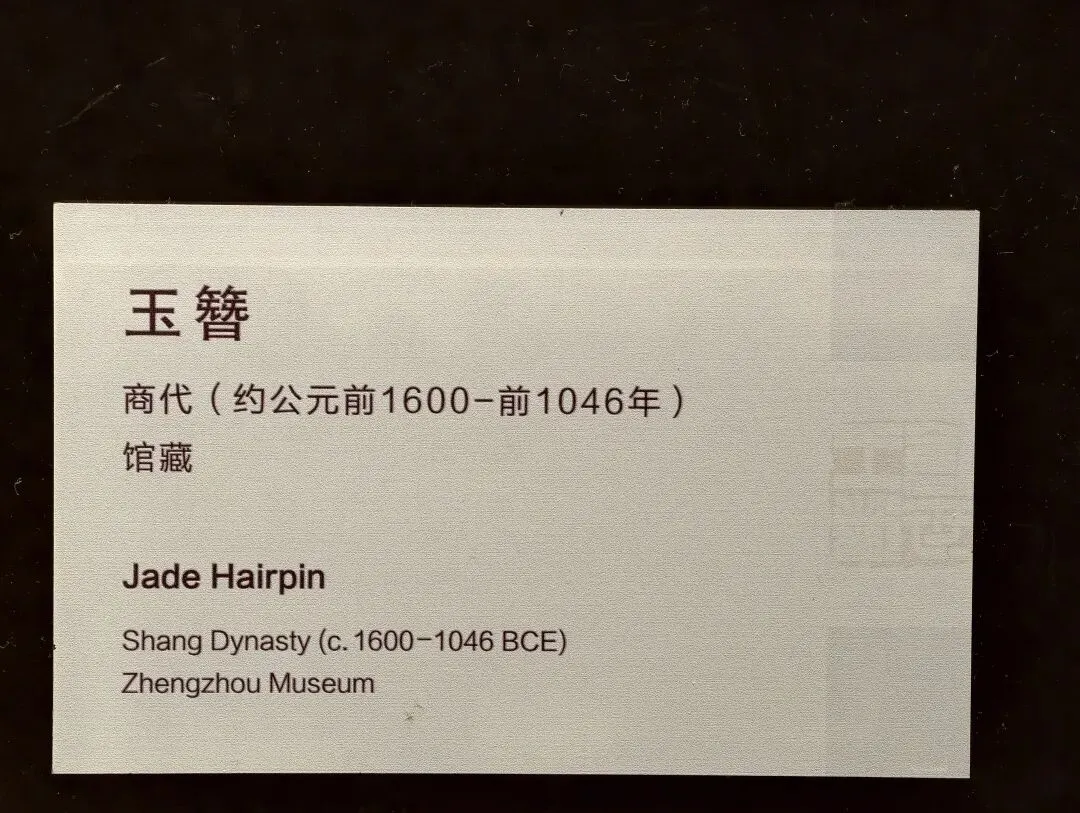 玉簪
商代（约公元前1600-前1046年）
馆藏
Jade Hairpin
Shang Dynasty (c. 1600-1046 BCE)
Zhengzhou Museum